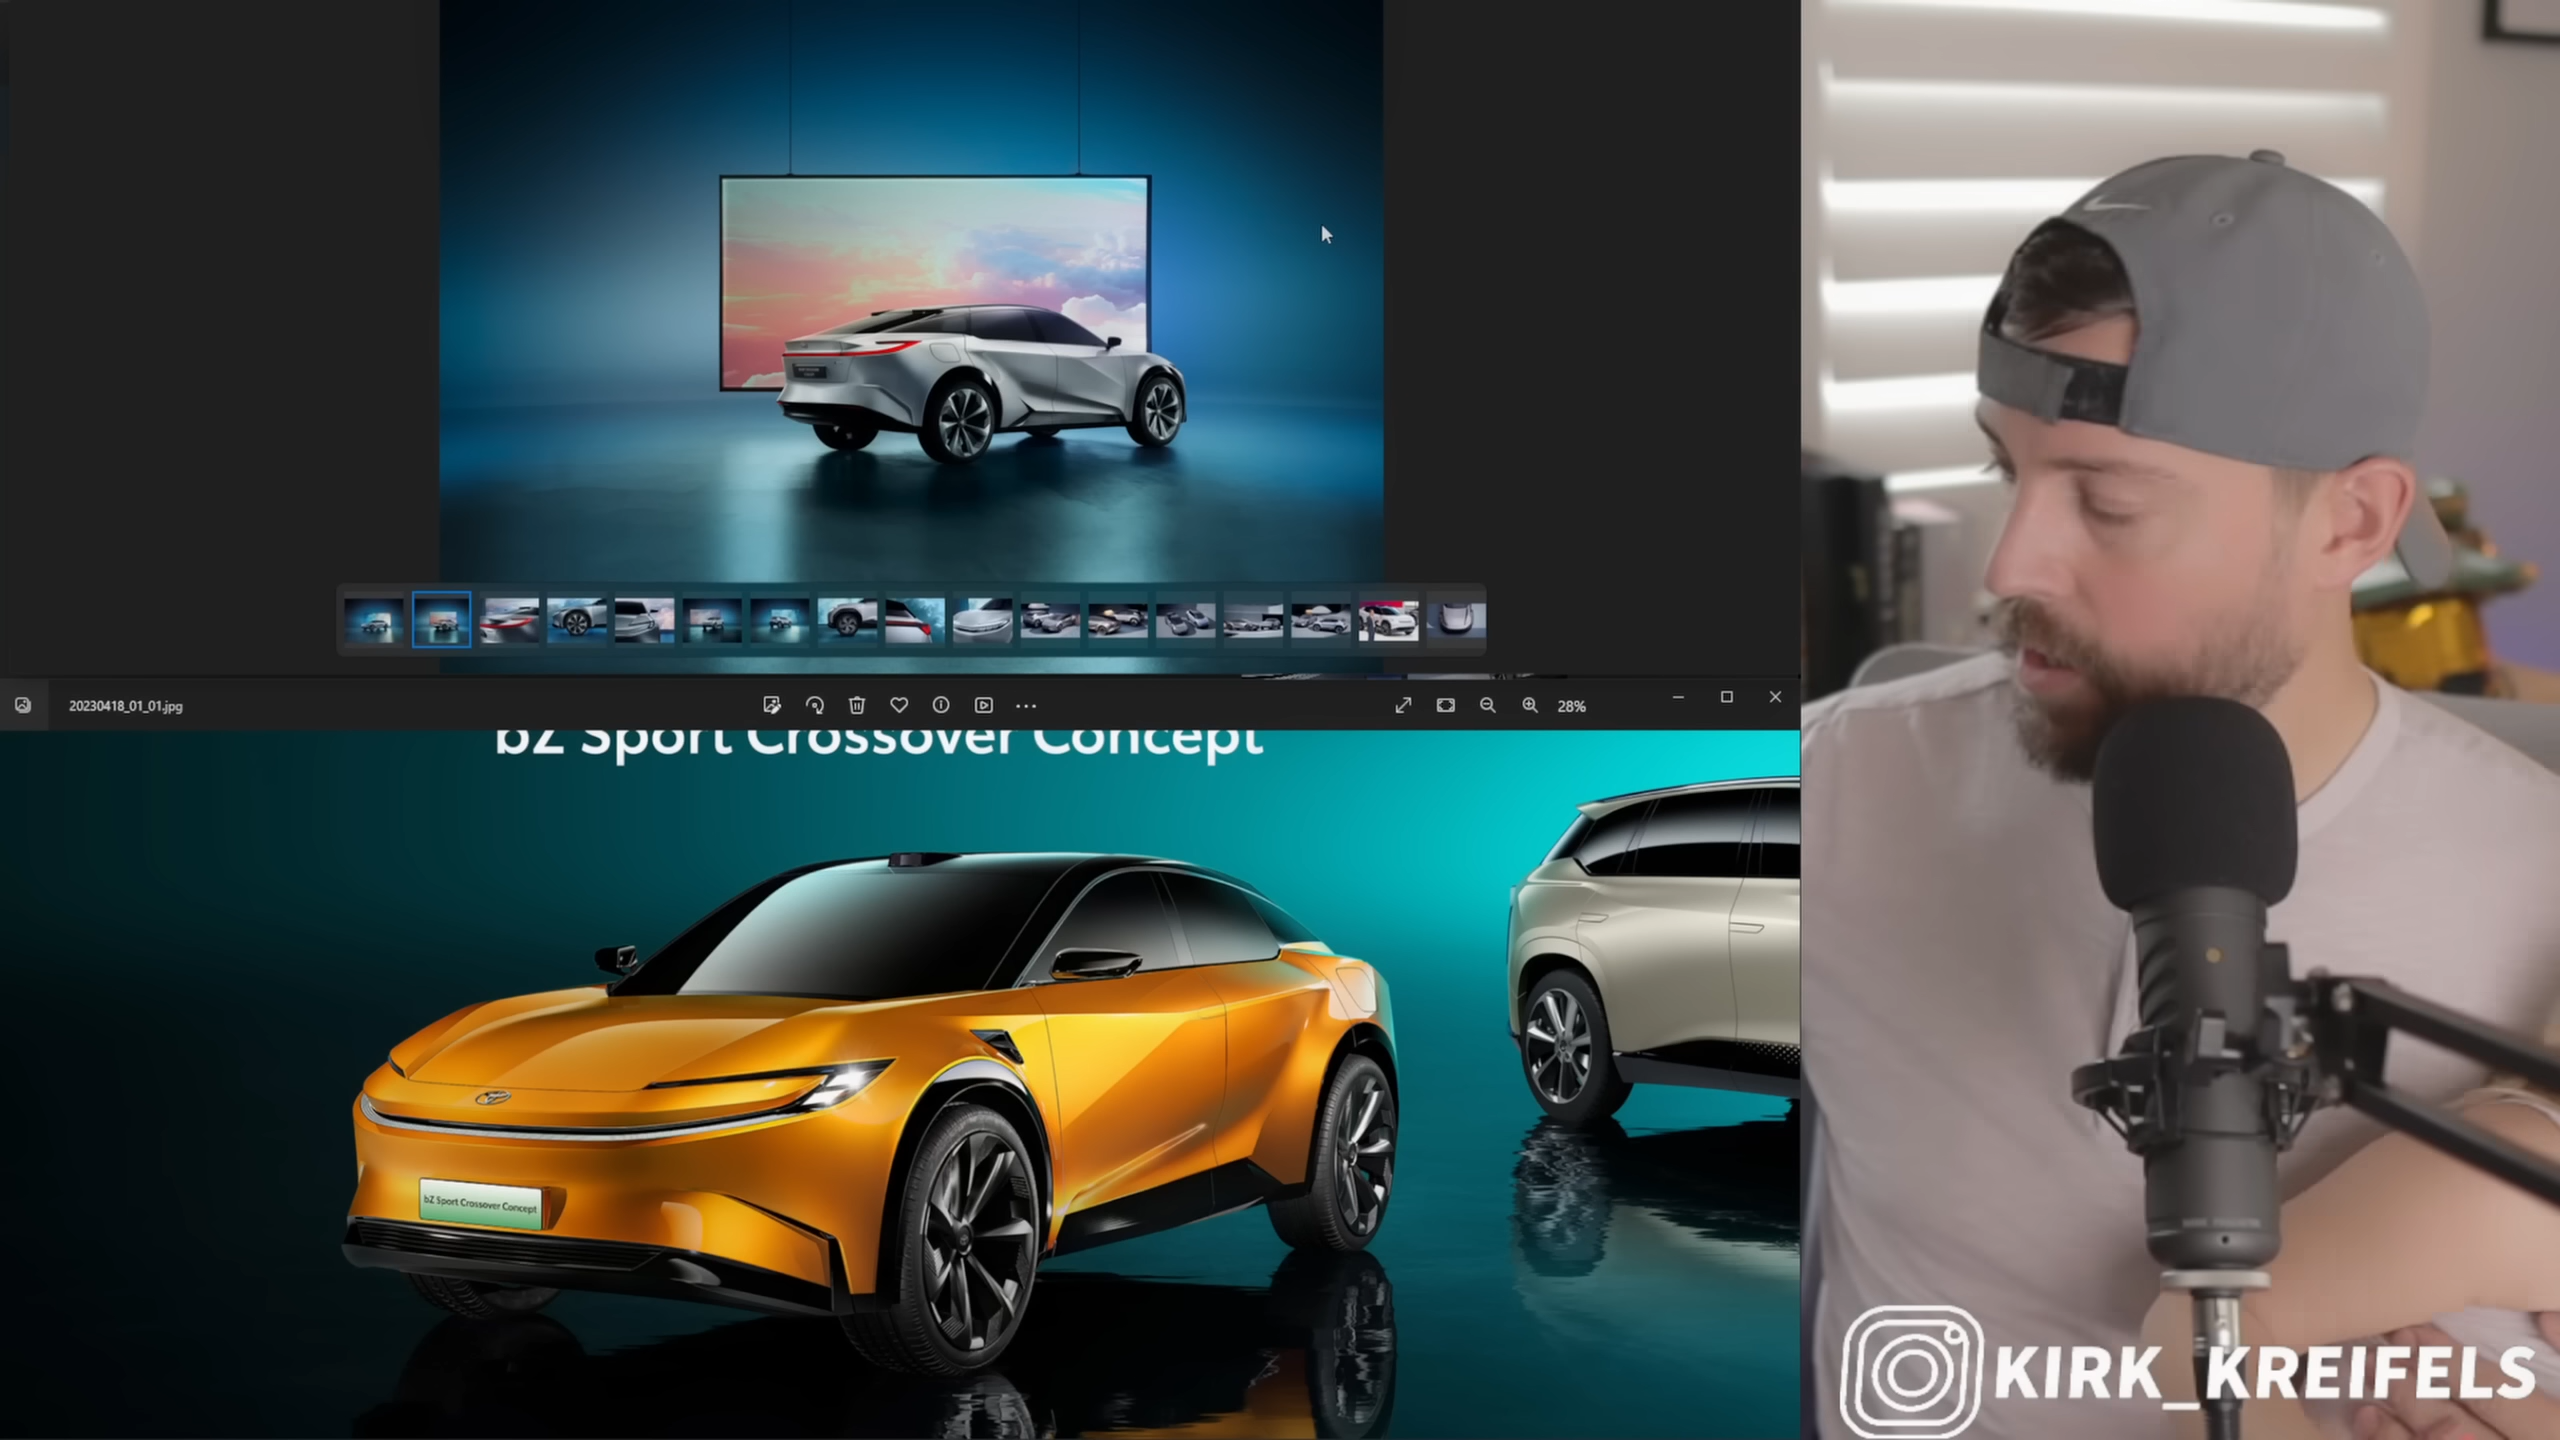 20230418_01_01.jpg
28%
bZ Sport Crossover Concept
bZ Sport Crossover Concept
KIRK_KREIFELS